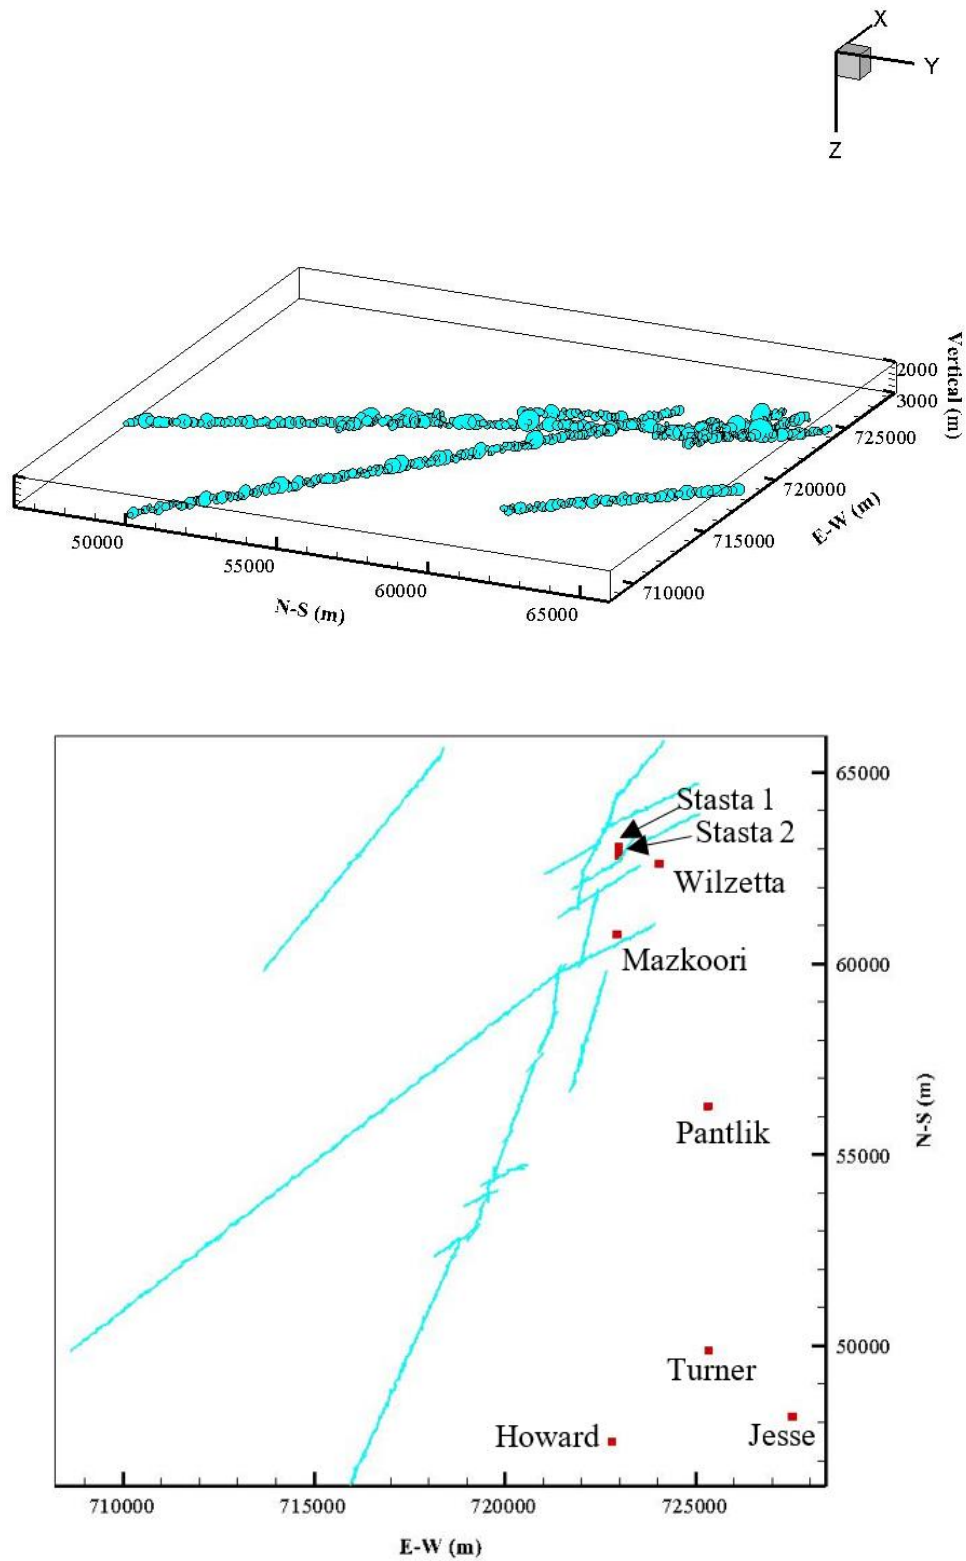 X
Y
Z
Vertical (m)
2000
3000
725000
720000
E-W (m)
715000
710000
50000
55000
60000
65000
N-S (m)
65000
Stasta 1
Stasta 2
Wilzetta
60000
Mazkoori
N-S (m)
Pantlik
55000
50000
Turner
Howard
Jesse
710000 715000 720000 725000
E-W (m)